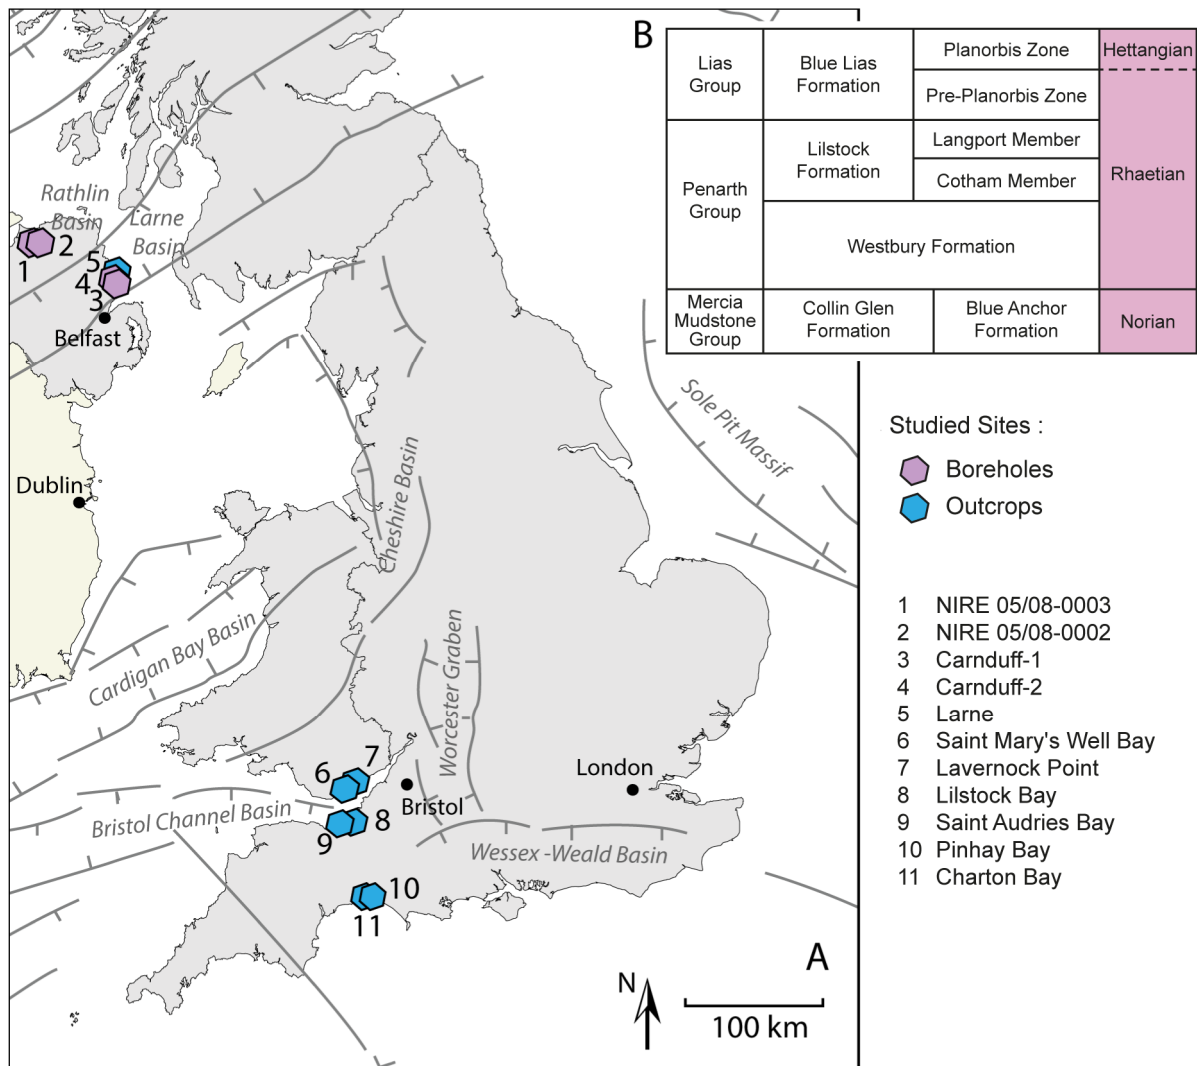 B
Lias
Group
Blue Lias
Formation
Planorbis Zone
Hettangian
Pre-Planorbis Zone
Penarth
Group
Lilstock
Formation
Langport Member
Rhaetian
Cotham Member
Westbury Formation
Mercia
Mudstone
Group
Collin Glen
Formation
Blue Anchor
Formation
Norian
Rathlin
Basin
Larne
Basin
1
2
5
4
3
Belfast
Dublin
Sole Pit Massif
Cheshire Basin
Cardigan Bay Basin
Worcester Graben
6
7
Bristol
London
Bristol Channel Basin
8
9
Wessex -Weald Basin
10
11
A
N
100 km
Studied Sites :
Boreholes
Outcrops
1 NIRE 05/08-0003
2 NIRE 05/08-0002
3 Carnduff-1
4 Carnduff-2
5 Larne
6 Saint Mary's Well Bay
7 Lavernock Point
8 Lilstock Bay
9 Saint Audries Bay
10 Pinhay Bay
11 Charton Bay